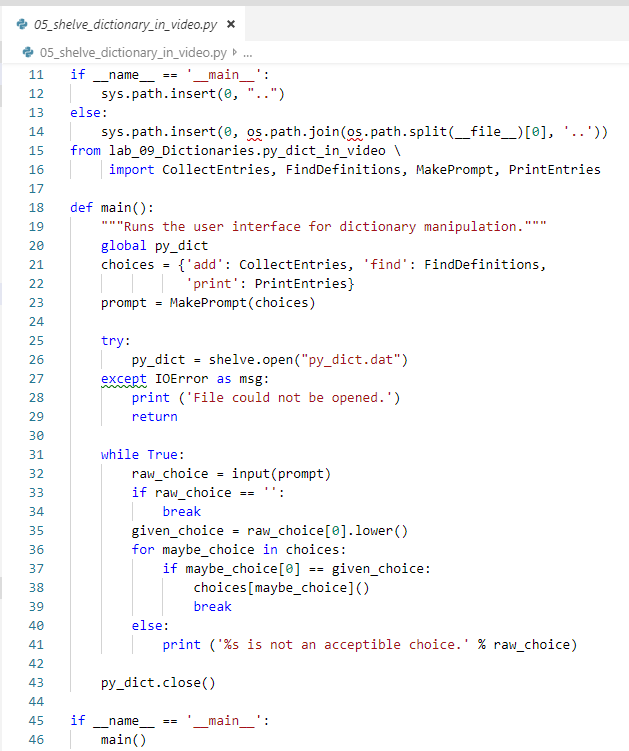 05_shelve_dictionary_in_video.py ×
05_shelve_dictionary_in_video.py ▸ ...
11 if __name__ == '__main__':
12     sys.path.insert(0, "..")
13 else:
14     sys.path.insert(0, os.path.join(os.path.split(__file__)[0], '..'))
15 from lab_09_Dictionaries.py_dict_in_video \
16      import CollectEntries, FindDefinitions, MakePrompt, PrintEntries
17
18 def main():
19     """Runs the user interface for dictionary manipulation."""
20     global py_dict
21     choices = {'add': CollectEntries, 'find': FindDefinitions,
22                'print': PrintEntries}
23     prompt = MakePrompt(choices)
24
25     try:
26         py_dict = shelve.open("py_dict.dat")
27     except IOError as msg:
28         print ('File could not be opened.')
29         return
30
31     while True:
32         raw_choice = input(prompt)
33         if raw_choice == '':
34             break
35         given_choice = raw_choice[0].lower()
36         for maybe_choice in choices:
37             if maybe_choice[0] == given_choice:
38                 choices[maybe_choice]()
39                 break
40         else:
41             print ('%s is not an acceptible choice.' % raw_choice)
42
43     py_dict.close()
44
45 if __name__ == '__main__':
46     main()